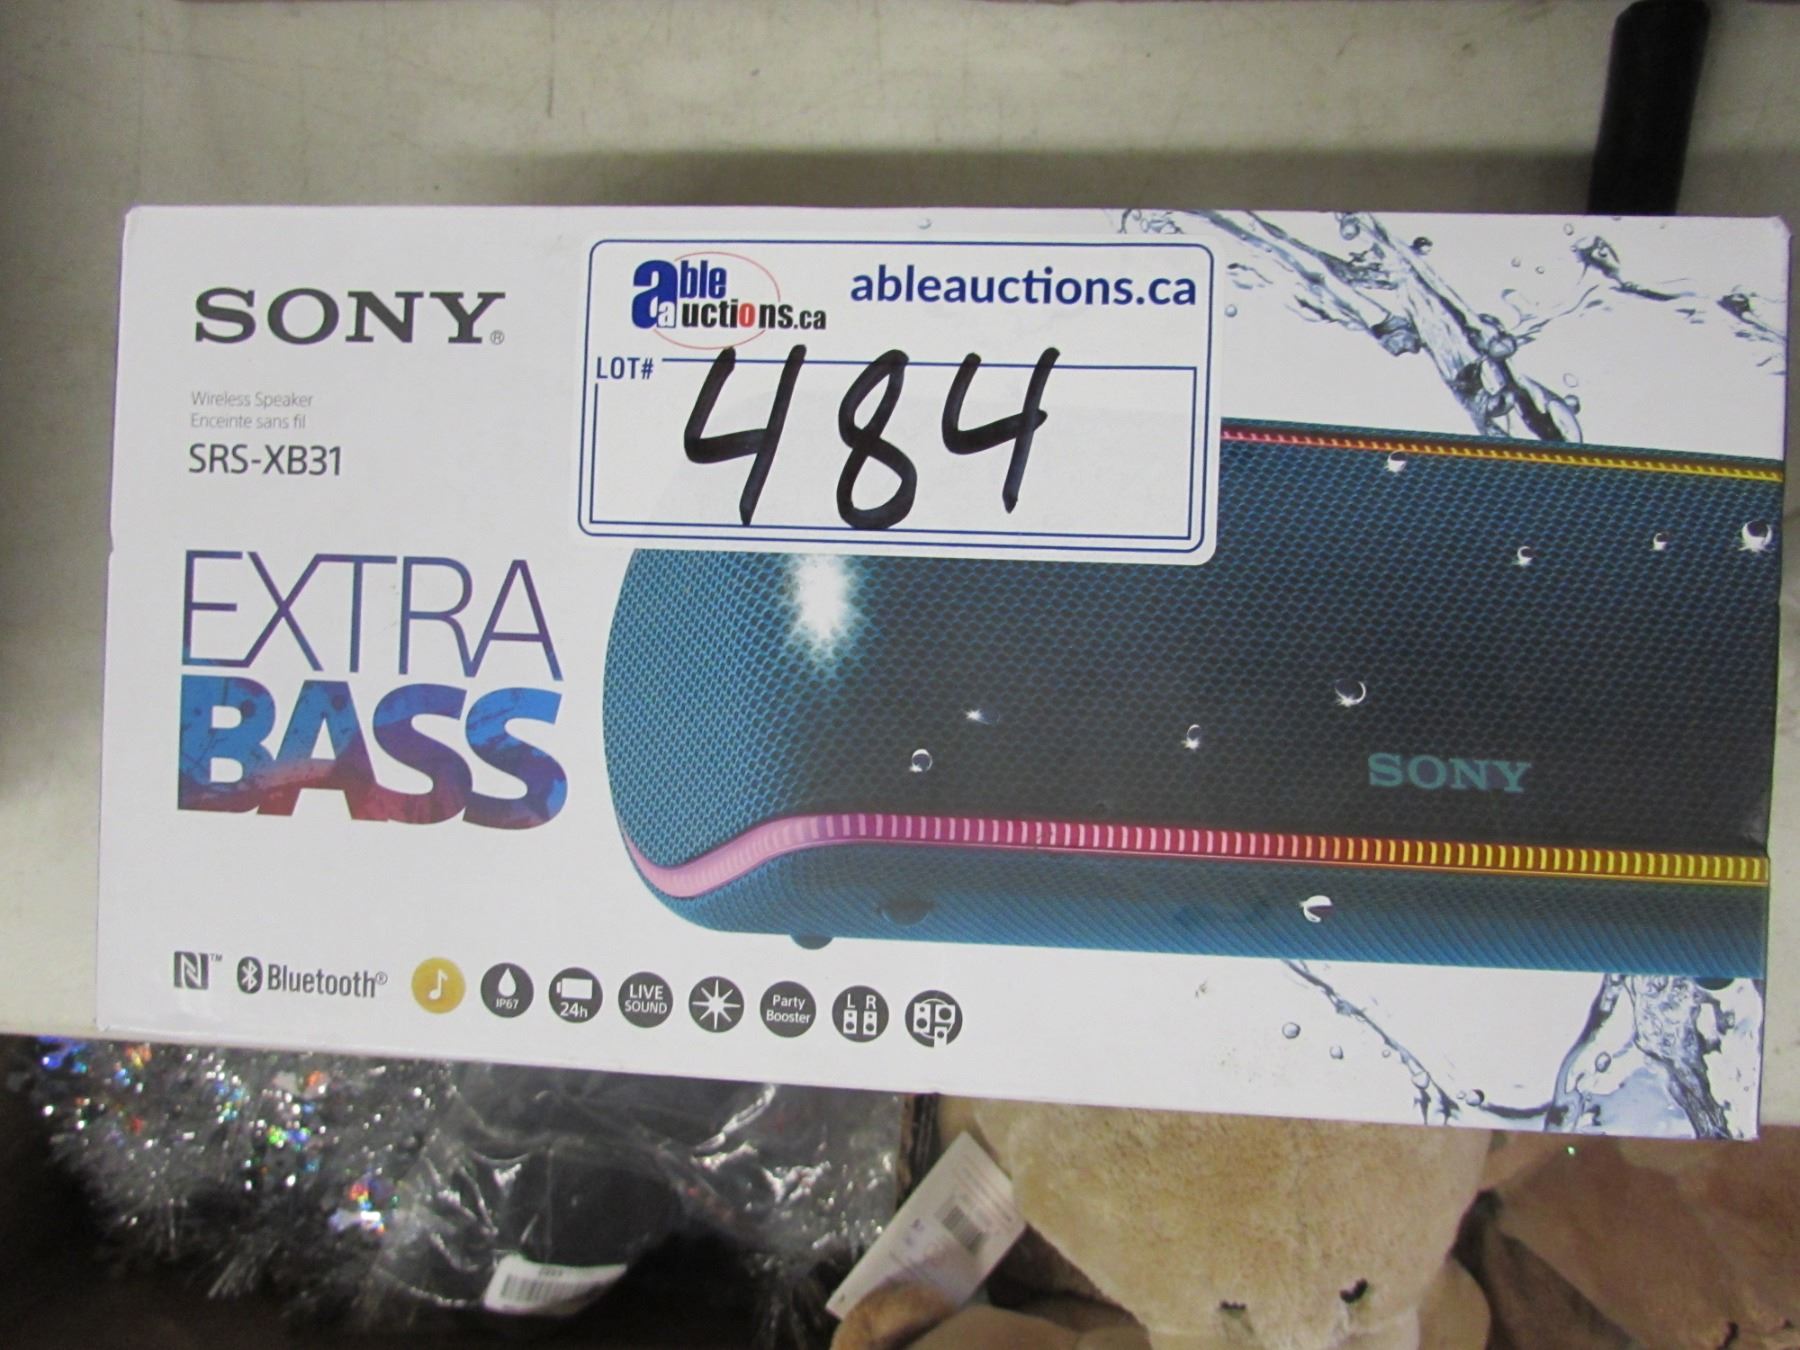 SONY®
Wireless Speaker
Enceinte sans fil
SRS-XB31
able auctions.ca
ableauctions.ca
LOT#
484
EXTRA
BASS
SONY
N™ Bluetooth®
IP67
24h
LIVE SOUND
Party Booster
L R